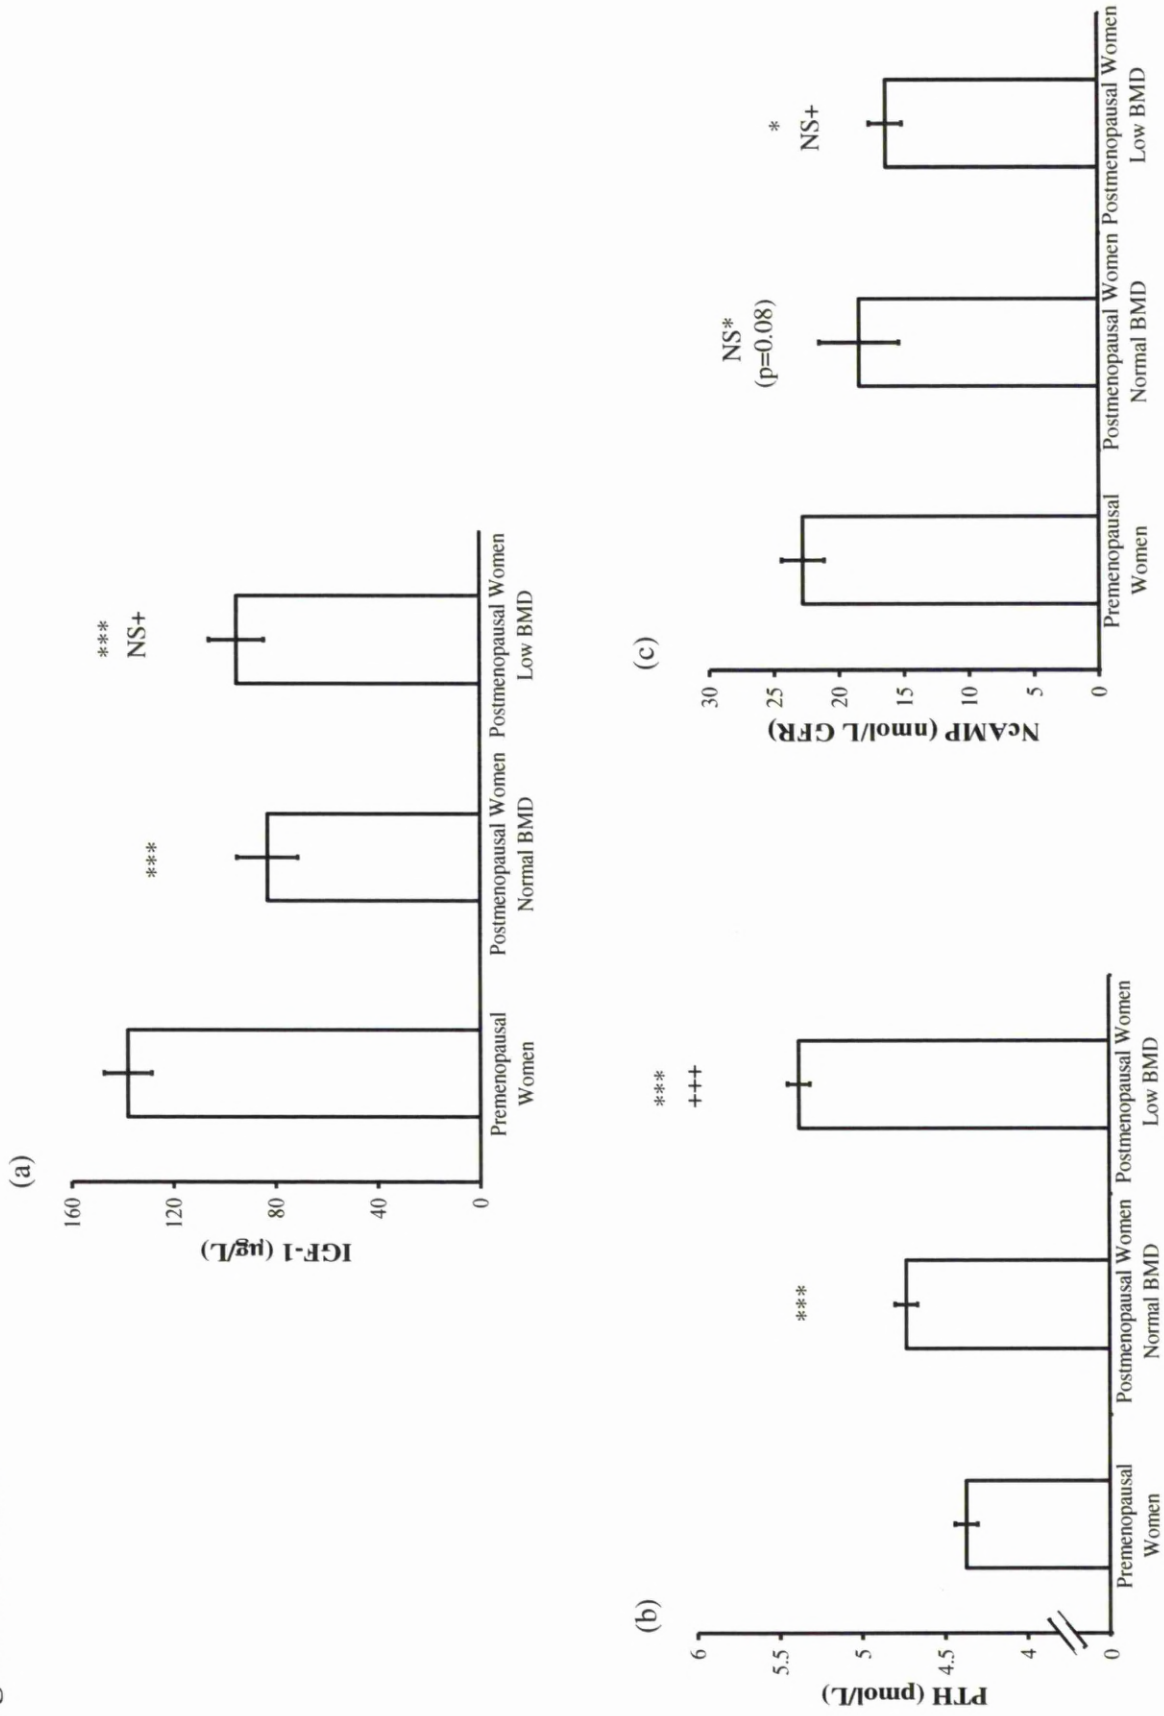 (a)
IGF-1 (µg/L)
160
120
80
40
0
***
***
NS+
Premenopausal
Women
Postmenopausal Women
Normal BMD
Postmenopausal Women
Low BMD
(b)
PTH (pmol/L)
6
5.5
5
4.5
4
0
***
***
+++
Premenopausal
Women
Postmenopausal Women
Normal BMD
Postmenopausal Women
Low BMD
(c)
NcAMP (nmol/L GFR)
30
25
20
15
10
5
0
NS*
(p=0.08)
*
NS+
Premenopausal
Women
Postmenopausal Women
Normal BMD
Postmenopausal Women
Low BMD